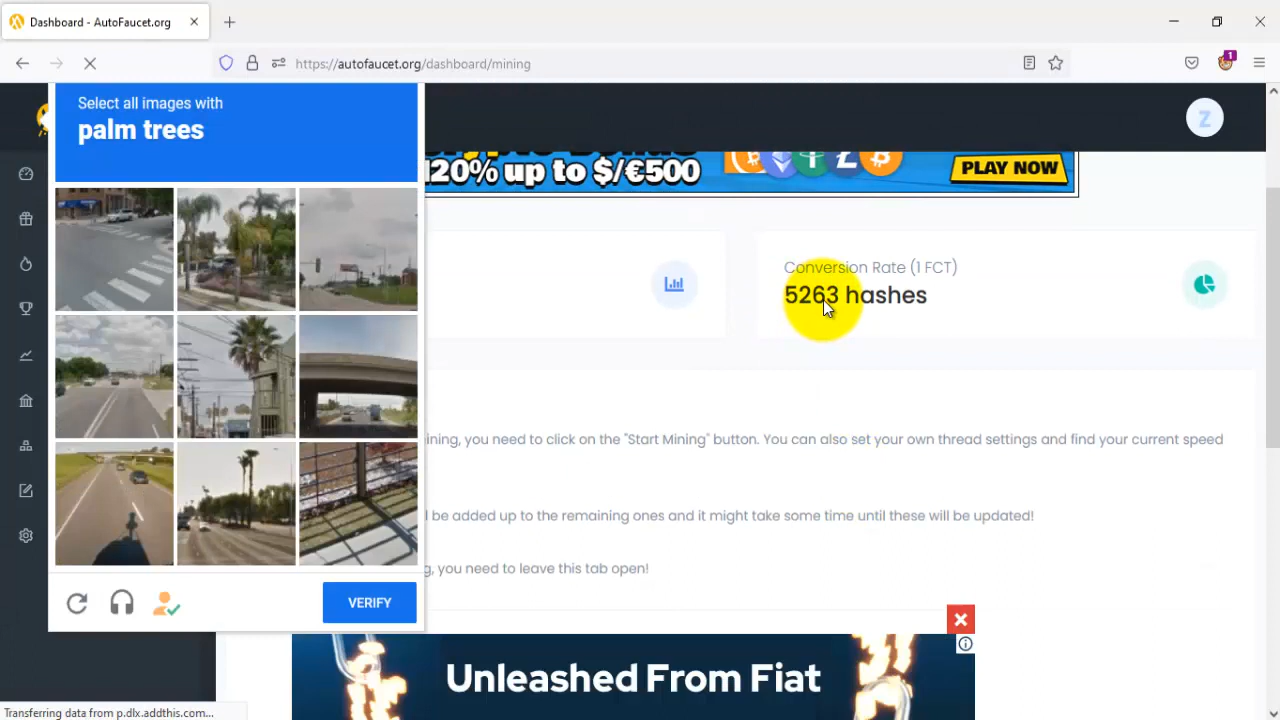 Dashboard - AutoFaucet.org
https://autofaucet.org/dashboard/mining
1
Select all images with
palm trees
Z
120% up to $/€500
PLAY NOW
Conversion Rate (1 FCT)
5263 hashes
ining, you need to click on the "Start Mining" button. You can also set your own thread settings and find your current speed
l be added up to the remaining ones and it might take some time until these will be updated!
g, you need to leave this tab open!
VERIFY
Unleashed From Fiat
Transferring data from p.dlx.addthis.com...